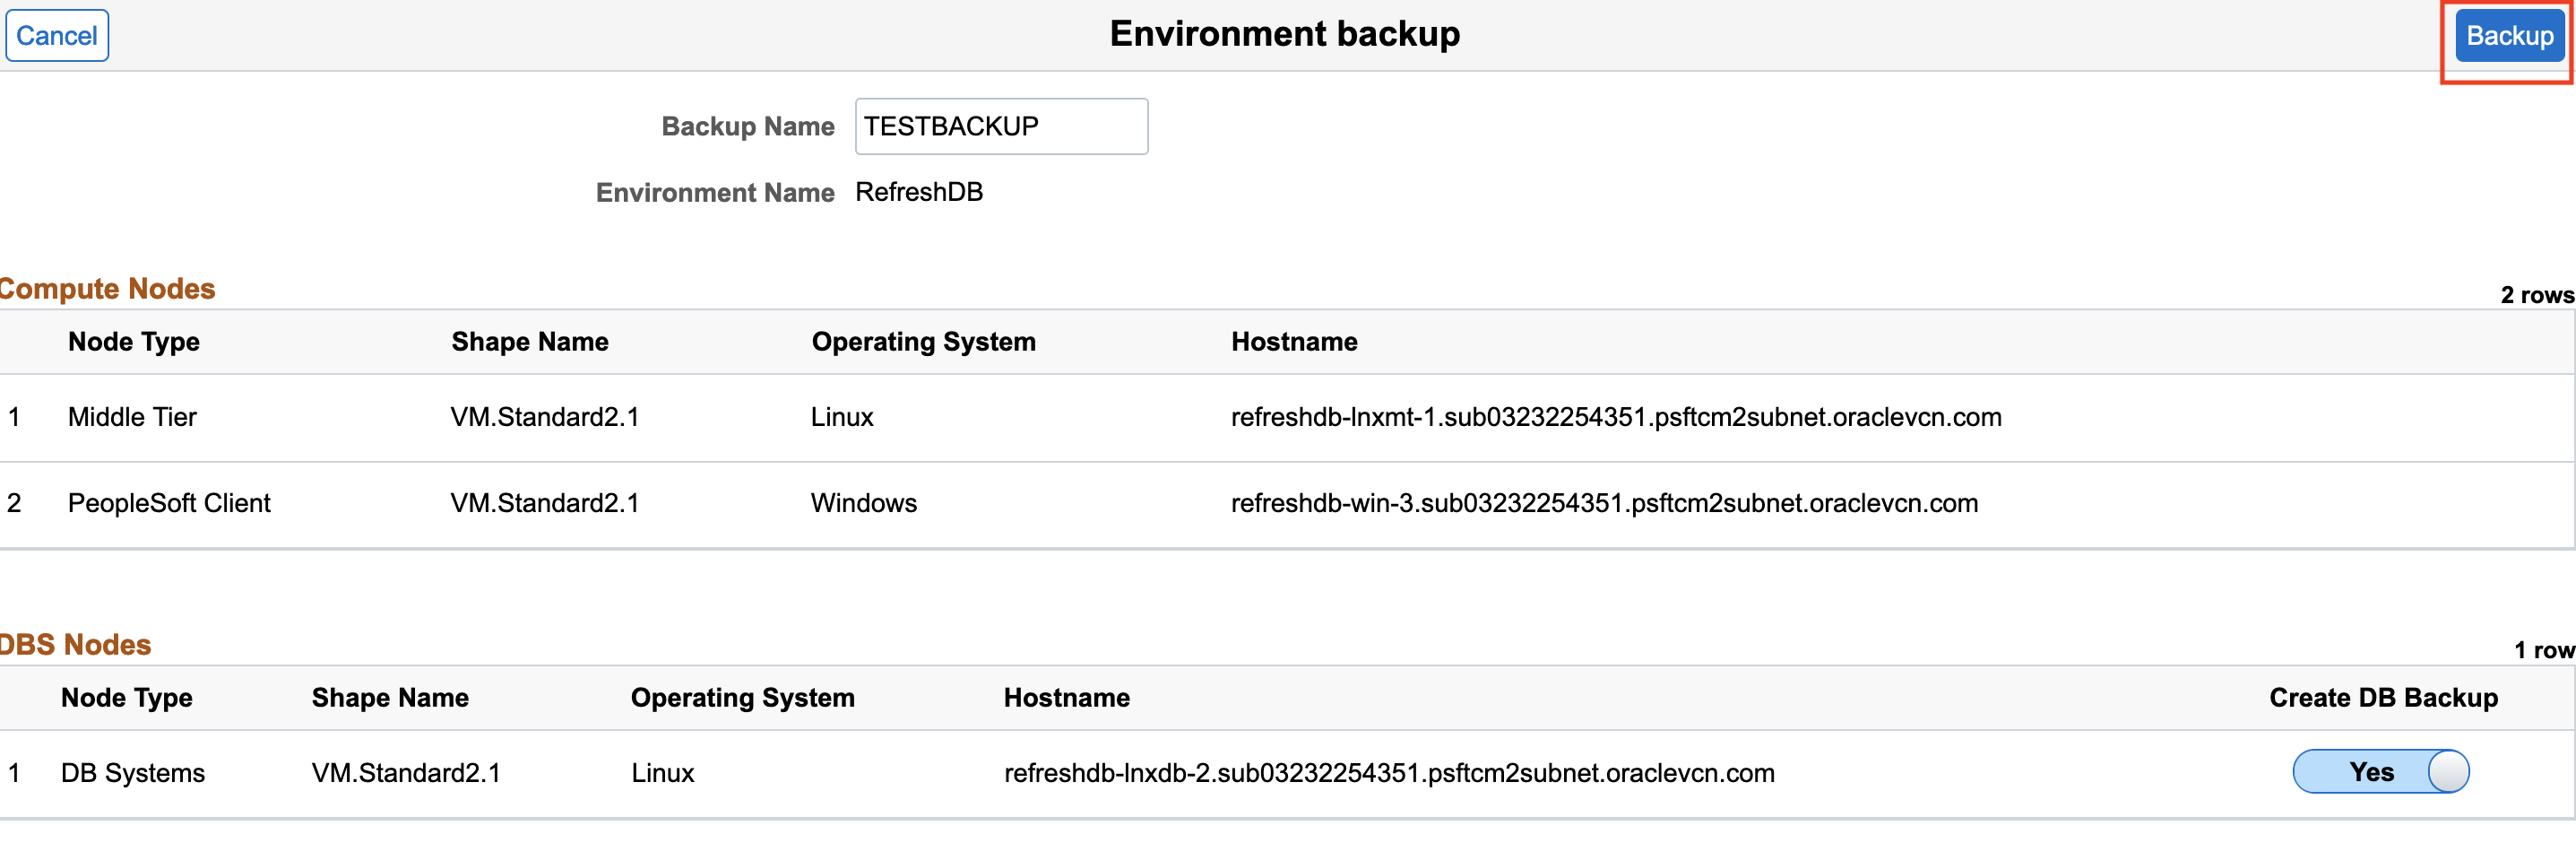 Cancel Environment backup Backup
Backup Name TESTBACKUP
Environment Name RefreshDB
Compute Nodes 2 rows
Node Type Shape Name Operating System Hostname
1 Middle Tier VM.Standard2.1 Linux refreshdb-lnxmt-1.sub03232254351.psftcm2subnet.oraclevcn.com
2 PeopleSoft Client VM.Standard2.1 Windows refreshdb-win-3.sub03232254351.psftcm2subnet.oraclevcn.com
DBS Nodes 1 row
Node Type Shape Name Operating System Hostname Create DB Backup
1 DB Systems VM.Standard2.1 Linux refreshdb-lnxdb-2.sub03232254351.psftcm2subnet.oraclevcn.com Yes